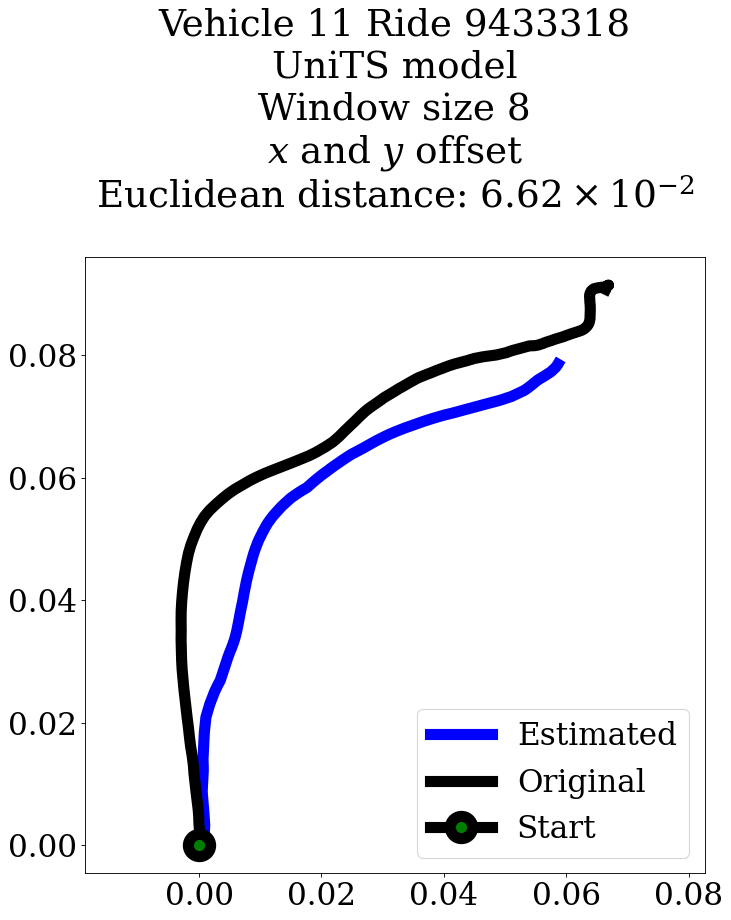 Vehicle 11 Ride 9433318
UniTS model
Window size 8
x and y offset
Euclidean distance: 6.62 × 10⁻²
0.08
0.06
0.04
0.02
0.00
Estimated
Original
Start
0.00 0.02 0.04 0.06 0.08